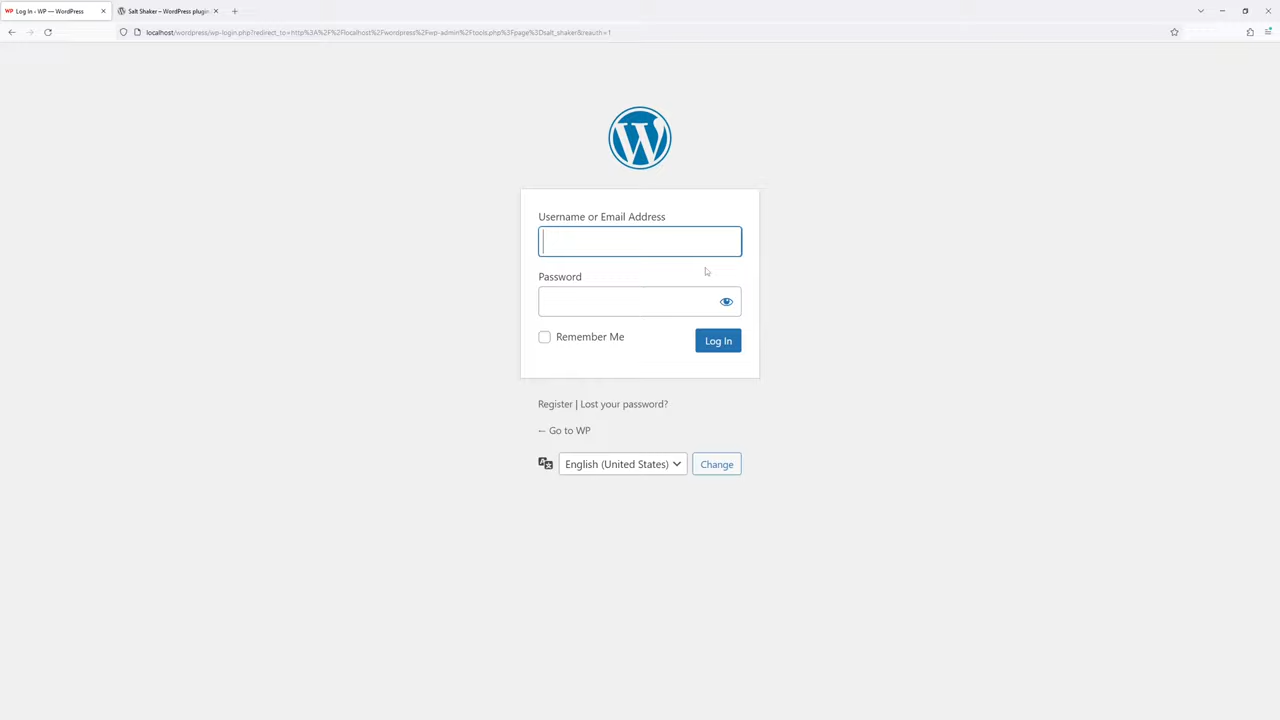 Log In ‹ WP — WordPress
Salt Shaker – WordPress plugin
localhost/wordpress/wp-login.php?redirect_to=http%3A%2F%2Flocalhost%2Fwordpress%2Fwp-admin%2Ftools.php%3Fpage%3Dsalt_shaker&reauth=1
Username or Email Address
Password
Remember Me
Log In
Register | Lost your password?
← Go to WP
English (United States)
Change